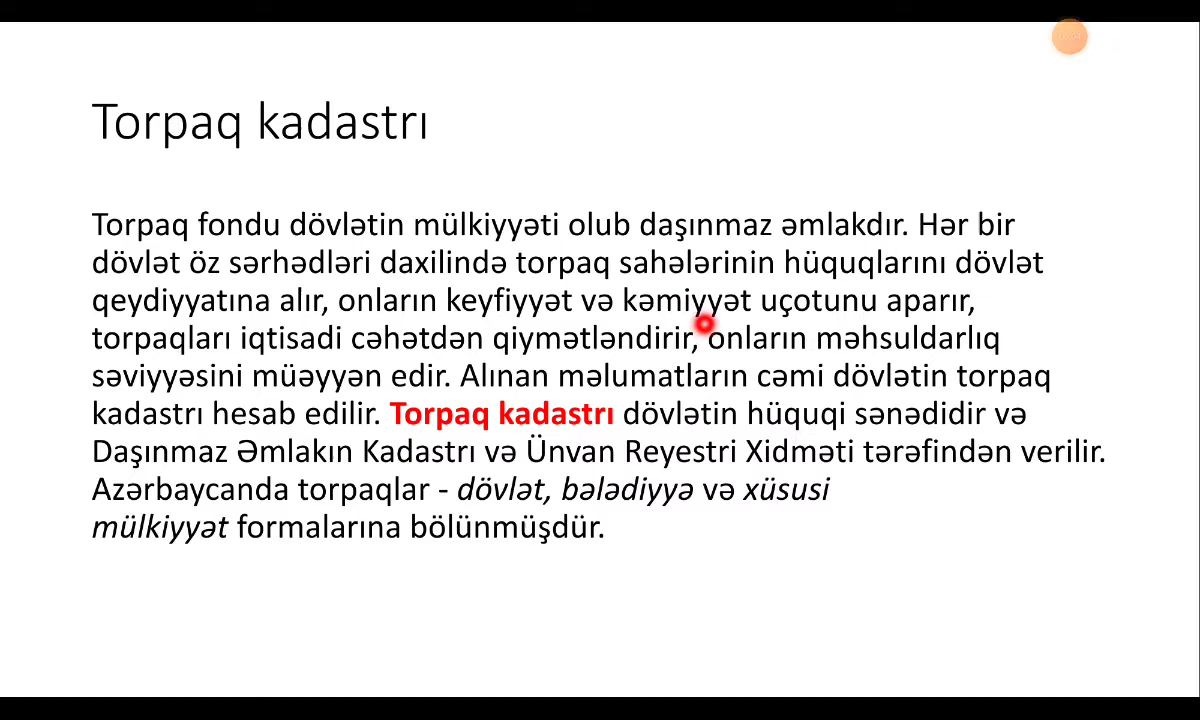 Torpaq kadastrı
Torpaq fondu dövlətin mülkiyyəti olub daşınmaz əmlakdır. Hər bir
dövlət öz sərhədləri daxilində torpaq sahələrinin hüquqlarını dövlət
qeydiyyatına alır, onların keyfiyyət və kəmiyyət uçotunu aparır,
torpaqları iqtisadi cəhətdən qiymətləndirir, onların məhsuldarlıq
səviyyəsini müəyyən edir. Alınan məlumatların cəmi dövlətin torpaq
kadastrı hesab edilir. Torpaq kadastrı dövlətin hüquqi sənədidir və
Daşınmaz Əmlakın Kadastrı və Ünvan Reyestri Xidməti tərəfindən verilir.
Azərbaycanda torpaqlar - dövlət, bələdiyyə və xüsusi
mülkiyyət formalarına bölünmüşdür.